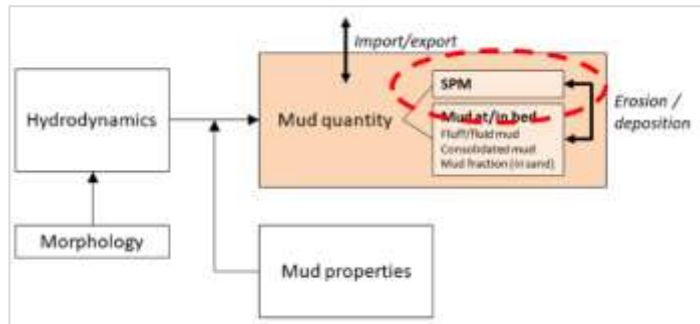 Import/export
SPM
Hydrodynamics
Mud quantity
Mud at/in bed
Fluff/fluid mud
Consolidated mud
Mud fraction (in sand)
Erosion /
deposition
Morphology
Mud properties